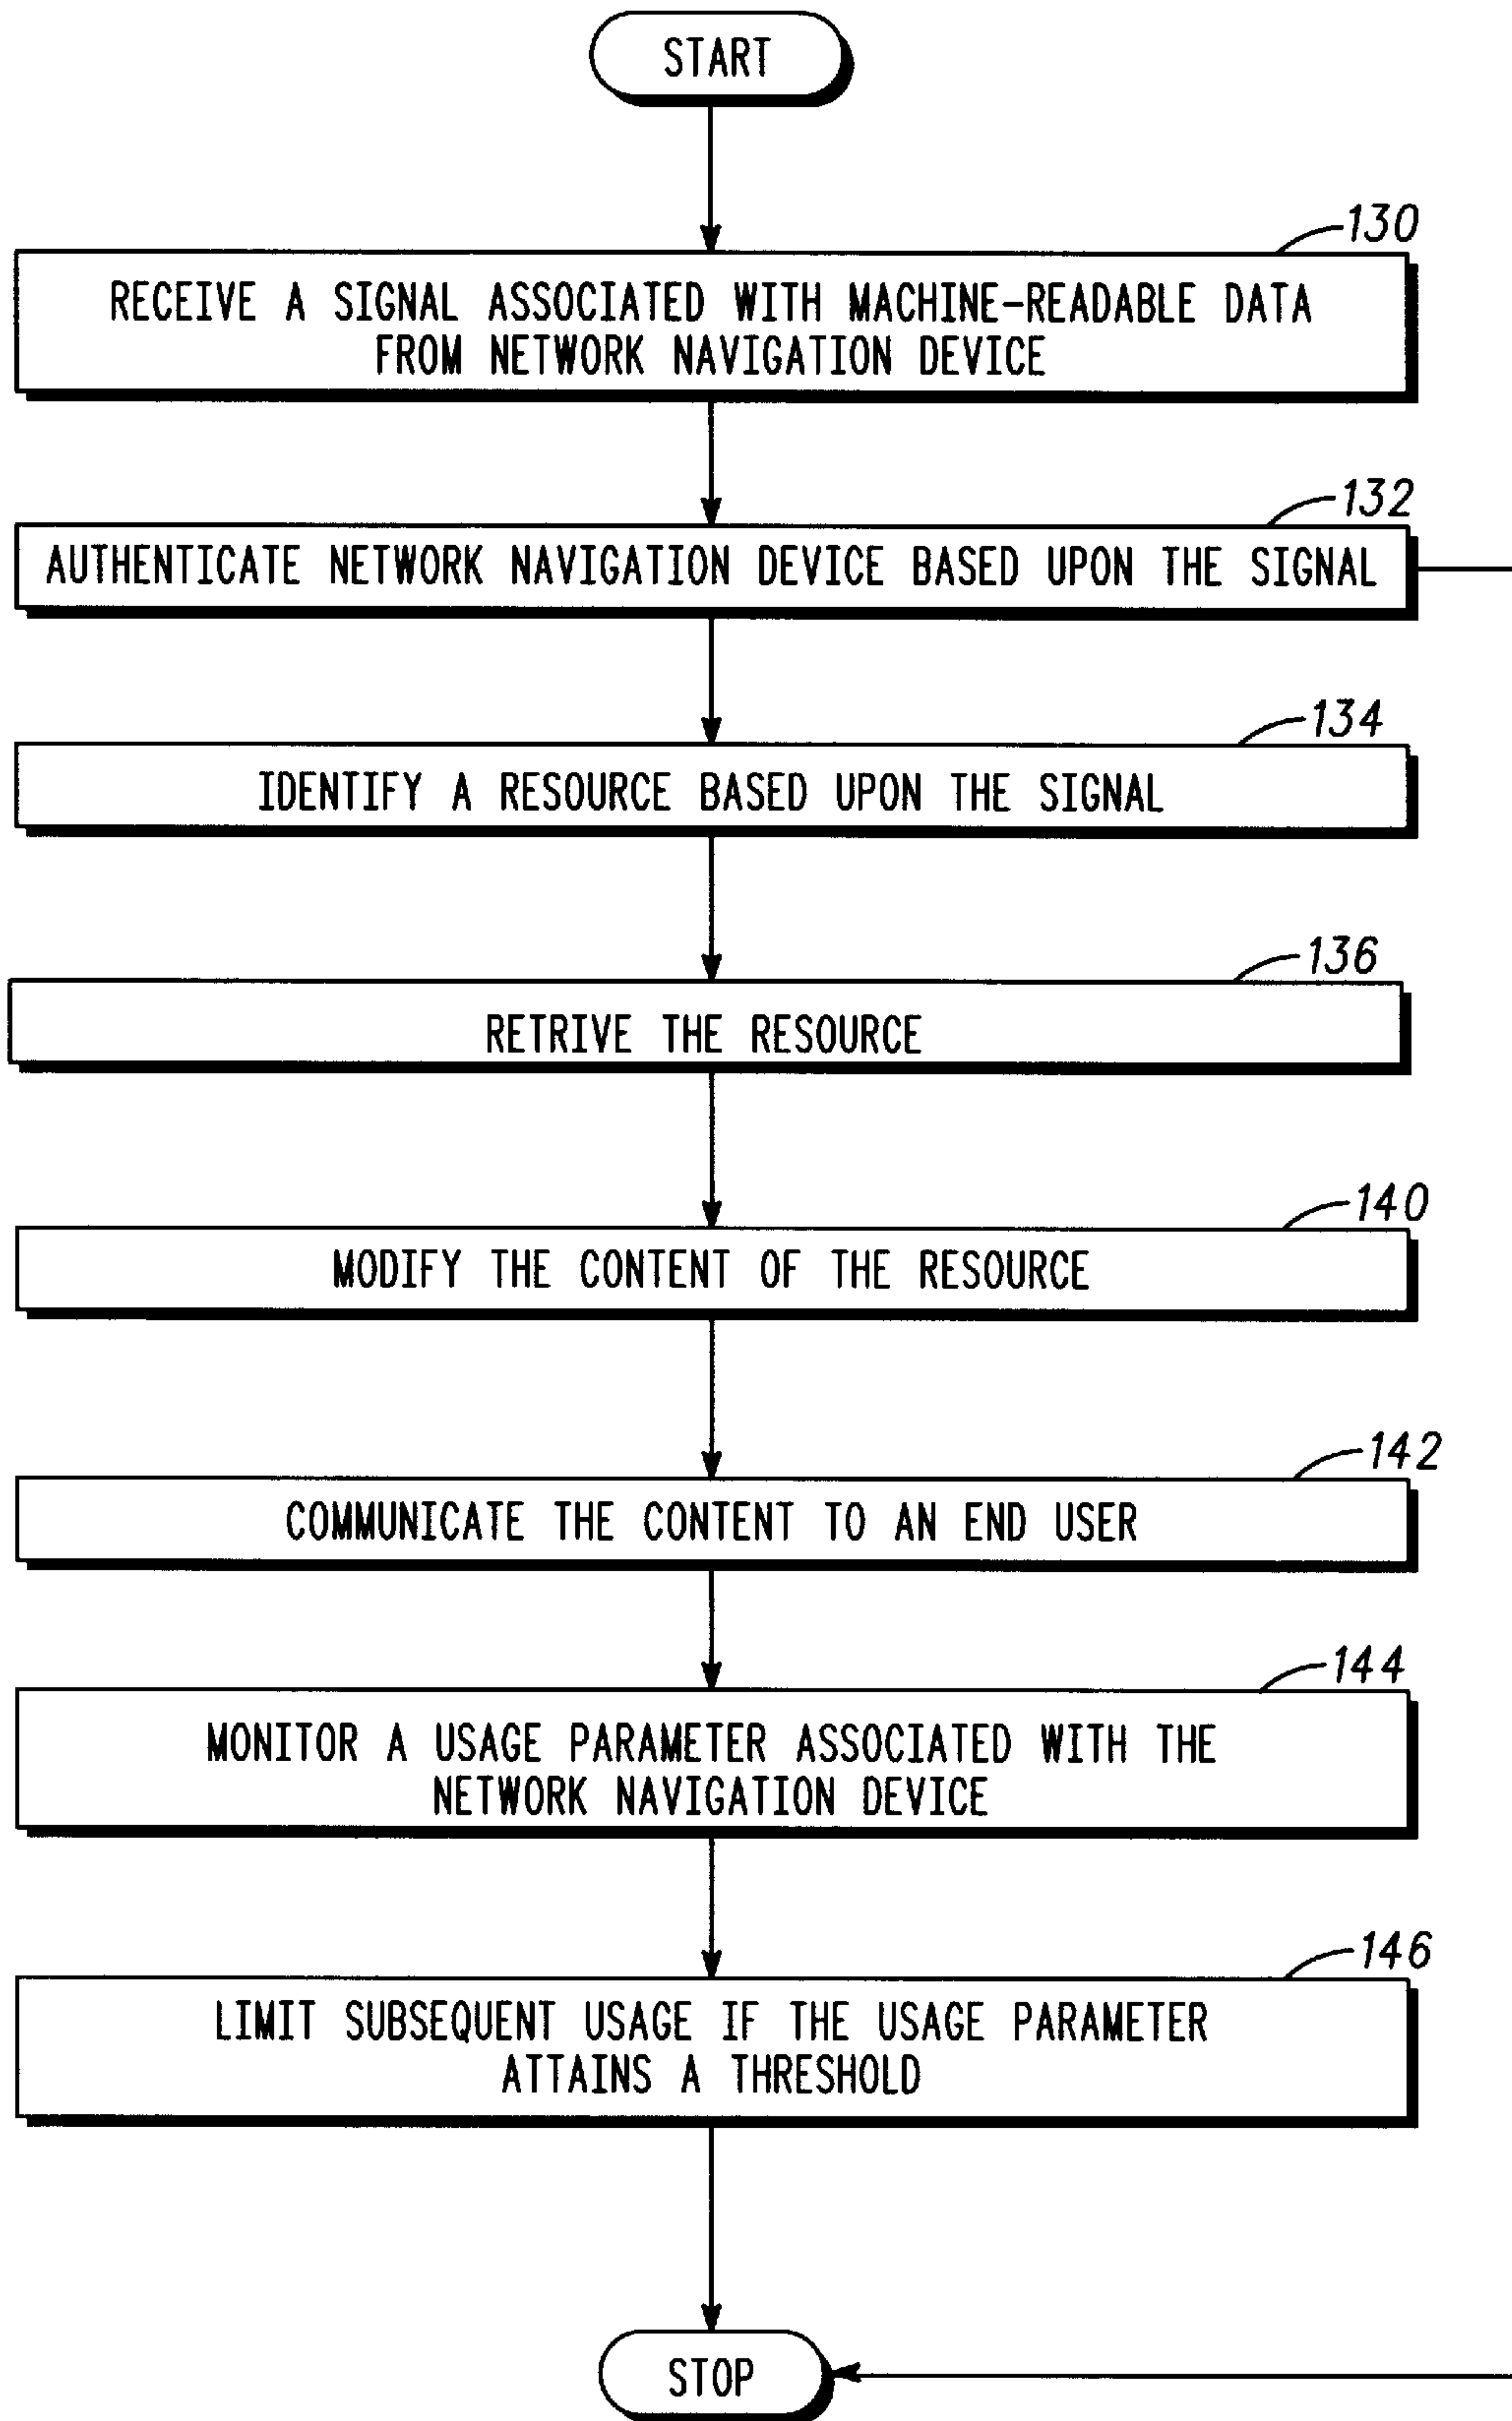 START
130
RECEIVE A SIGNAL ASSOCIATED WITH MACHINE-READABLE DATA
FROM NETWORK NAVIGATION DEVICE
132
AUTHENTICATE NETWORK NAVIGATION DEVICE BASED UPON THE SIGNAL
134
IDENTIFY A RESOURCE BASED UPON THE SIGNAL
136
RETRIVE THE RESOURCE
140
MODIFY THE CONTENT OF THE RESOURCE
142
COMMUNICATE THE CONTENT TO AN END USER
144
MONITOR A USAGE PARAMETER ASSOCIATED WITH THE
NETWORK NAVIGATION DEVICE
146
LIMIT SUBSEQUENT USAGE IF THE USAGE PARAMETER
ATTAINS A THRESHOLD
STOP